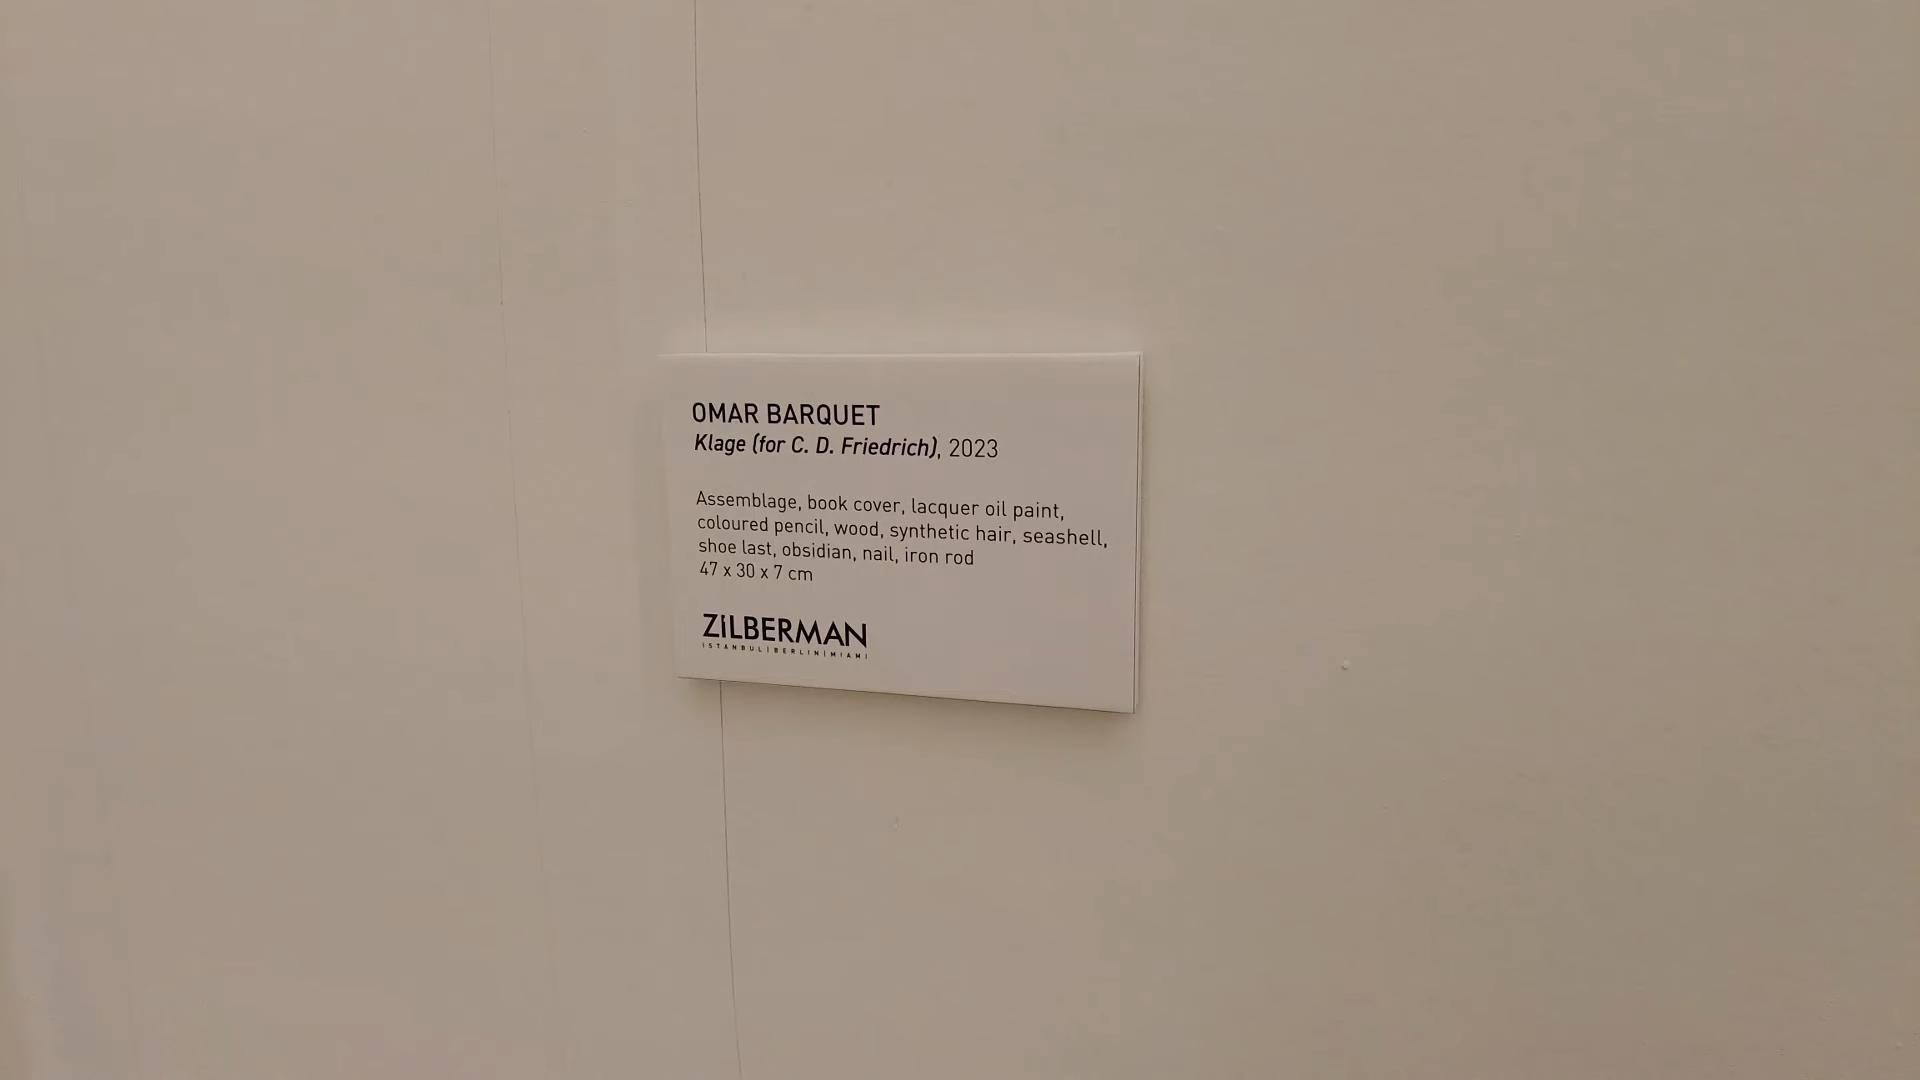 OMAR BARQUET
Klage (for C. D. Friedrich), 2023
Assemblage, book cover, lacquer oil paint,
coloured pencil, wood, synthetic hair, seashell,
shoe last, obsidian, nail, iron rod
47 x 30 x 7 cm
ZiLBERMAN
ISTANBUL|BERLIN|MIAMI